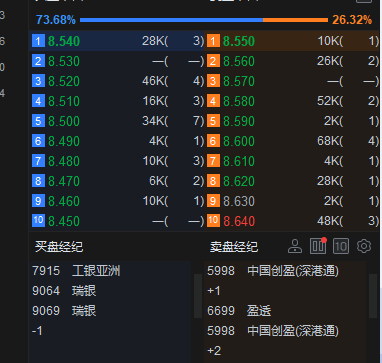 73.68% 26.32%
1 8.540 28K( 3) 1 8.550 10K( 1)
2 8.530 —( —) 2 8.560 26K( 2)
3 8.520 46K( 4) 3 8.570 —( —)
4 8.510 16K( 3) 4 8.580 52K( 2)
5 8.500 34K( 7) 5 8.590 2K( 1)
6 8.490 4K( 1) 6 8.600 68K( 4)
7 8.480 10K( 3) 7 8.610 4K( 1)
8 8.470 6K( 2) 8 8.620 28K( 1)
9 8.460 10K( 1) 9 8.630 2K( 1)
10 8.450 —( —) 10 8.640 48K( 3)
买盘经纪 卖盘经纪 10
7915 工银亚洲 5998 中国创盈(深港通)
9064 瑞银 +1
9069 瑞银 6699 盈透
-1 5998 中国创盈(深港通)
+2